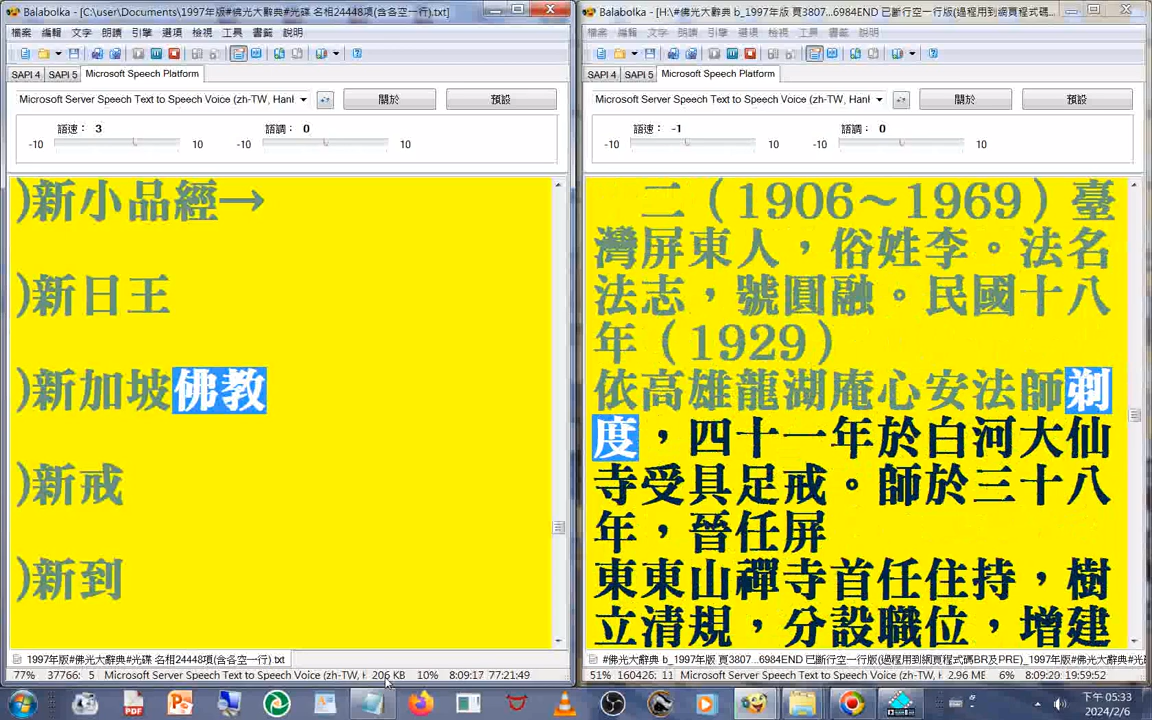 Balabolka - [C:\user\Documents\1997年版#佛光大辭典#光碟 名相24448項(含各空一行).txt]
檔案 編輯 文字 朗讀 引擎 選項 檢視 工具 書籤 說明
SAPI 4 SAPI 5 Microsoft Speech Platform
Microsoft Server Speech Text to Speech Voice (zh-TW, Hanl
關於 預設
語速： 3 語調： 0
-10 10 -10 10
)新小品經→
)新日王
)新加坡佛教
)新戒
)新到
1997年版#佛光大辭典#光碟 名相24448項(含各空一行).txt
77% 37766: 5 Microsoft Server Speech Text to Speech Voice (zh-TW, H 206 KB 10% 8:09:17 77:21:49
Balabolka - [H:\#佛光大辭典 b_1997年版 頁3807...6984END 已斷行空一行版(過程用到網頁程式碼...
檔案 編輯 文字 朗讀 引擎 選項 檢視 工具 書籤 說明
SAPI 4 SAPI 5 Microsoft Speech Platform
Microsoft Server Speech Text to Speech Voice (zh-TW, Hanl
關於 預設
語速： -1 語調： 0
-10 10 -10 10
二（1906～1969）臺
灣屏東人，俗姓李。法名
法志，號圓融。民國十八
年（1929）
依高雄龍湖庵心安法師剃
度，四十一年於白河大仙
寺受具足戒。師於三十八
年，晉任屏
東東山禪寺首任住持，樹
立清規，分設職位，增建
#佛光大辭典 b_1997年版 頁3807...6984END 已斷行空一行版(過程用到網頁程式碼BR及PRE)_1997年版#佛光
51% 160426: 11 Microsoft Server Speech Text to Speech Voice (zh-TW, H 2.96 ME 6% 8:09:20 19:59:52
下午 05:33
2024/2/6